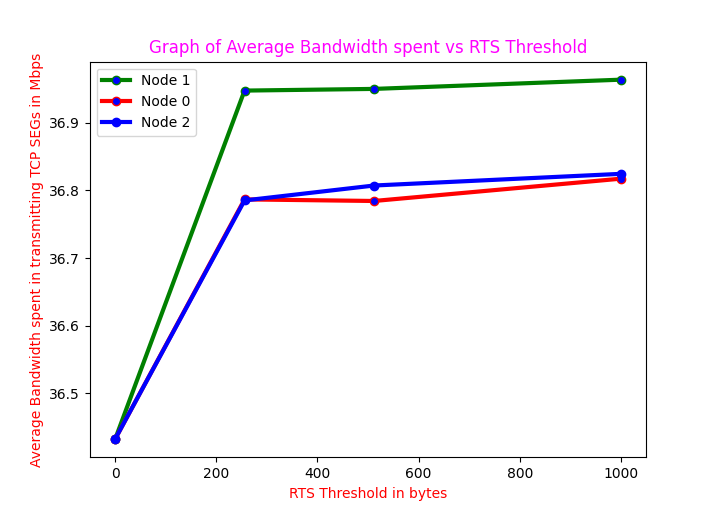 Graph of Average Bandwidth spent vs RTS Threshold
Average Bandwidth spent in transmitting TCP SEGs in Mbps
Node 1
Node 0
Node 2
36.9
36.8
36.7
36.6
36.5
0 200 400 600 800 1000
RTS Threshold in bytes